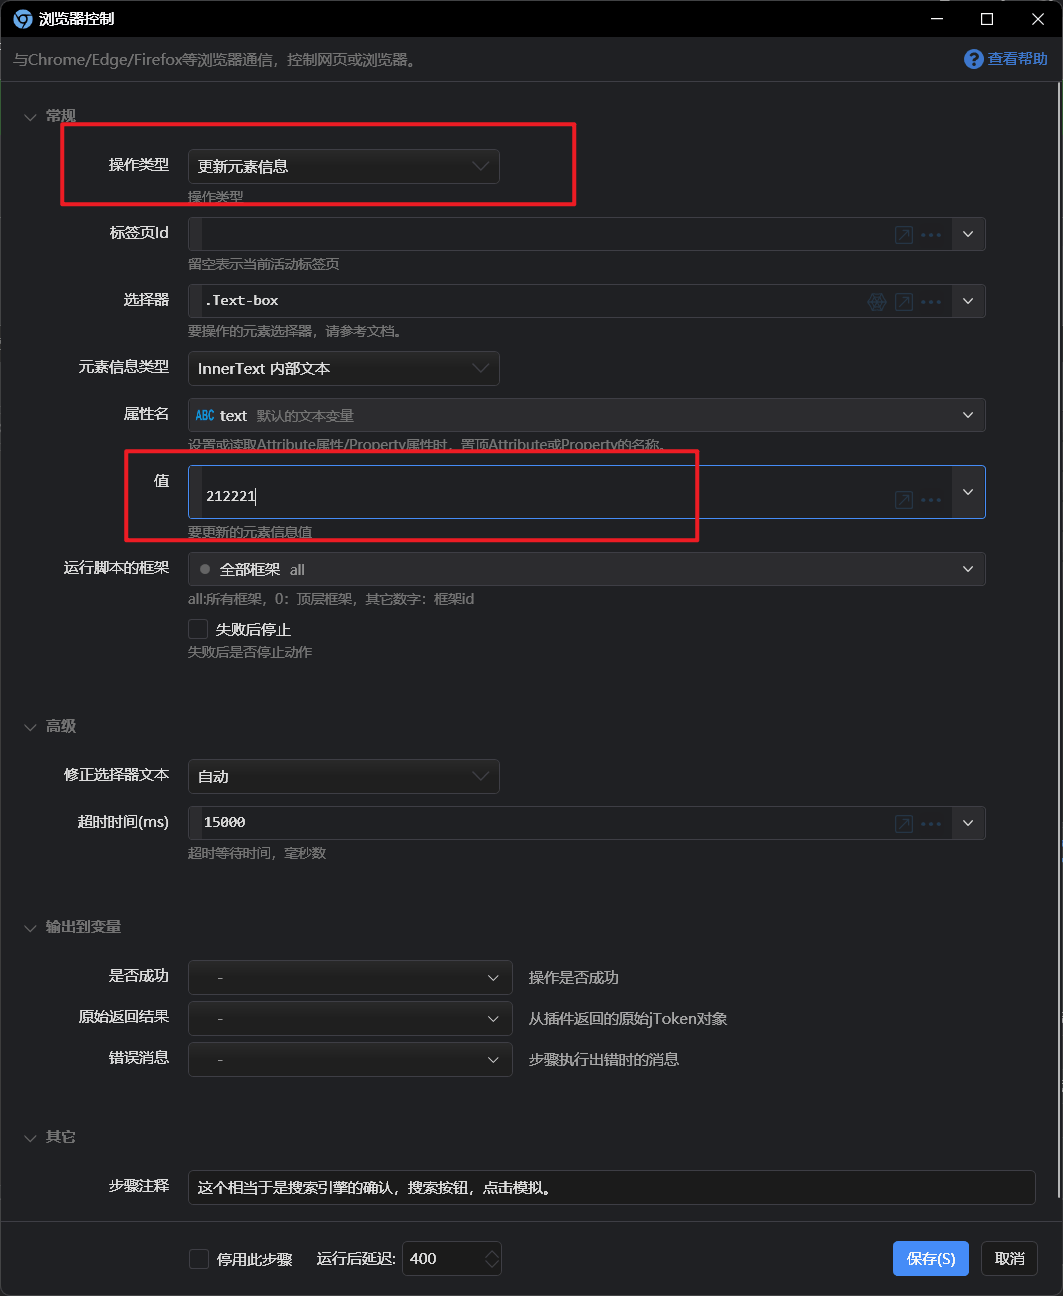 浏览器控制
与Chrome/Edge/Firefox等浏览器通信，控制网页或浏览器。
查看帮助
常规
操作类型
更新元素信息
操作类型
标签页Id
留空表示当前活动标签页
选择器
.Text-box
要操作的元素选择器，请参考文档。
元素信息类型
InnerText 内部文本
属性名
ABC text 默认的文本变量
设置或读取Attribute属性/Property属性时，置顶Attribute或Property的名称。
值
212221
要更新的元素信息值
运行脚本的框架
全部框架 all
all:所有框架，0：顶层框架，其它数字：框架id
失败后停止
失败后是否停止动作
高级
修正选择器文本
自动
超时时间(ms)
15000
超时等待时间，毫秒数
输出到变量
是否成功
-
操作是否成功
原始返回结果
-
从插件返回的原始jToken对象
错误消息
-
步骤执行出错时的消息
其它
步骤注释
这个相当于是搜索引擎的确认，搜索按钮，点击模拟。
停用此步骤
运行后延迟:
400
保存(S)
取消